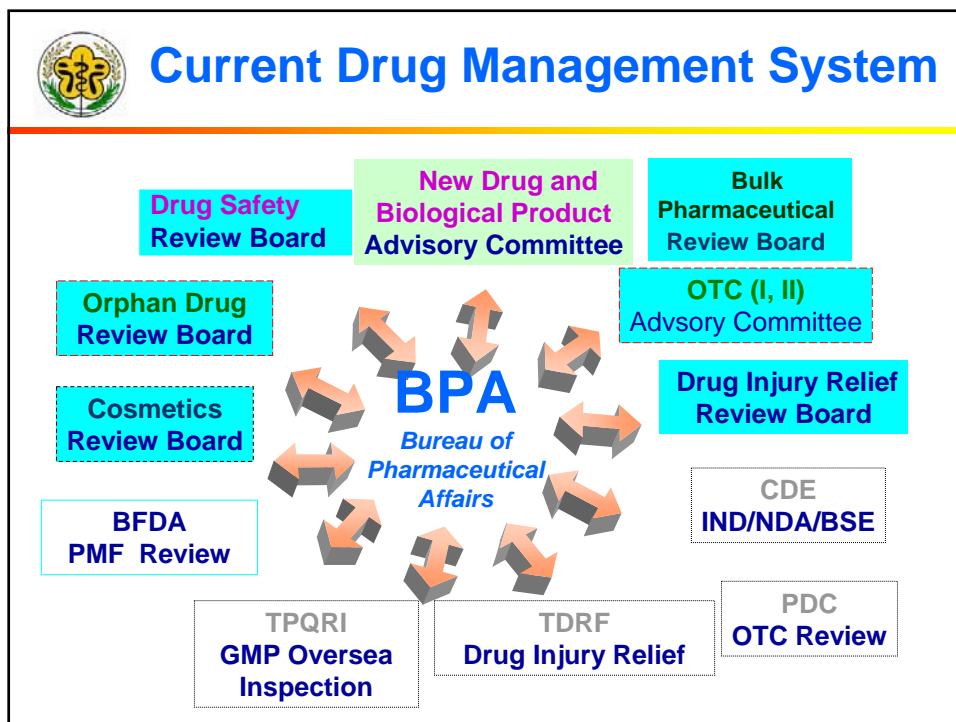 Current Drug Management System
Drug Safety
Review Board
New Drug and
Biological Product
Advisory Committee
Bulk
Pharmaceutical
Review Board
Orphan Drug
Review Board
OTC (I, II)
Advsory Committee
Cosmetics
Review Board
BPA
Bureau of
Pharmaceutical
Affairs
Drug Injury Relief
Review Board
BFDA
PMF Review
CDE
IND/NDA/BSE
TPQRI
GMP Oversea
Inspection
TDRF
Drug Injury Relief
PDC
OTC Review